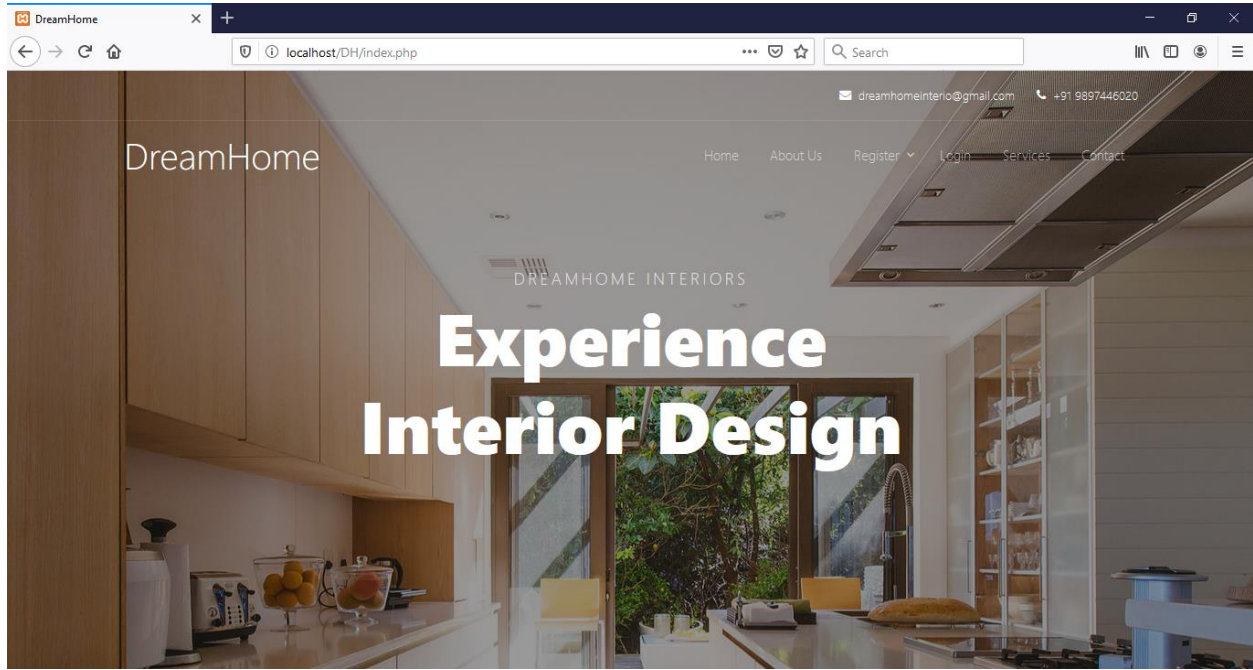 DreamHome
localhost/DH/index.php
Search
dreamhomeinterio@gmail.com +91 9897446020
DreamHome
Home About Us Register Login Services Contact
DREAMHOME INTERIORS
Experience
Interior Design